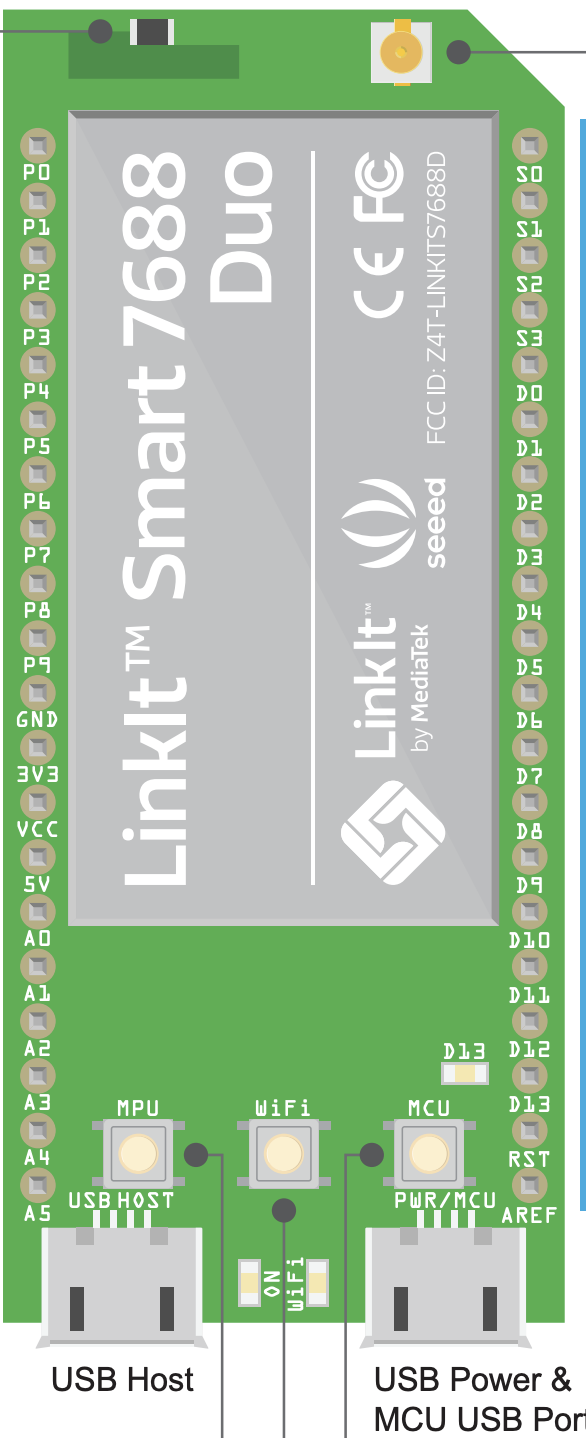 P0
P1
P2
P3
P4
P5
P6
P7
P8
P9
GND
3V3
VCC
5V
A0
A1
A2
A3
A4
A5
LinkIt™ Smart 7688
Duo
CE FC
FCC ID: Z4T-LINKITS7688D
seeed
LinkIt™
by MediaTek
S0
S1
S2
S3
D0
D1
D2
D3
D4
D5
D6
D7
D8
D9
D10
D11
D12
D13
RST
AREF
D13
MPU
WiFi
MCU
USB HOST
PWR/MCU
ON
WiFi
USB Host
USB Power &
MCU USB Port